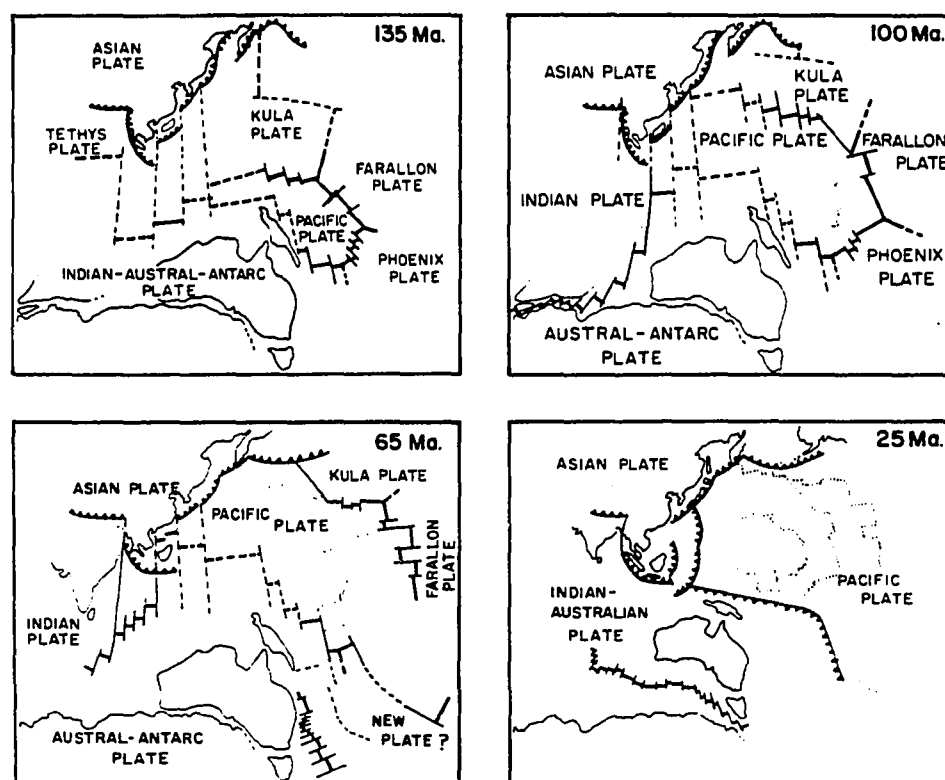 135 Ma.
ASIAN
PLATE
TETHYS
PLATE
KULA
PLATE
FARALLON
PLATE
PACIFIC
PLATE
PHOENIX
PLATE
INDIAN-AUSTRAL-ANTARC
PLATE
100 Ma.
ASIAN PLATE
KULA
PLATE
PACIFIC PLATE
FARALLON
PLATE
INDIAN PLATE
PHOENIX
PLATE
AUSTRAL-ANTARC
PLATE
65 Ma.
ASIAN PLATE
KULA PLATE
PACIFIC
PLATE
FARALLON
PLATE
INDIAN
PLATE
NEW
PLATE ?
AUSTRAL-ANTARC
PLATE
25 Ma.
ASIAN PLATE
PACIFIC
PLATE
INDIAN-
AUSTRALIAN
PLATE